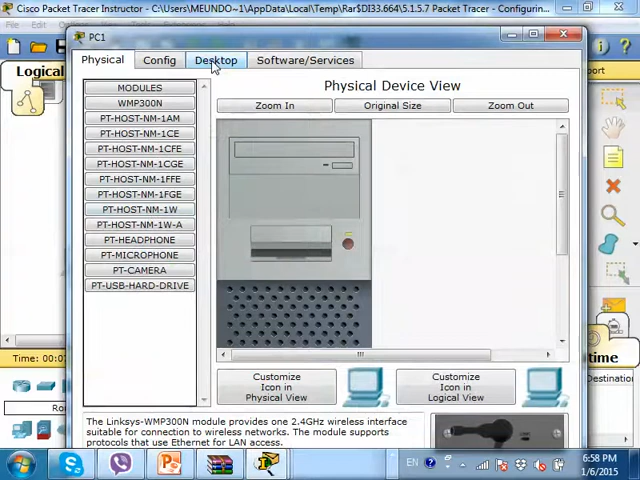 Cisco Packet Tracer Instructor - C:\Users\MEUNDO~1\AppData\Local\Temp\Rar$DI33.664\5.1.5.7 Packet Tracer - Configurin...
File Edit
PC1
Physical Config Desktop Software/Services
Logical
MODULES
WMP300N
PT-HOST-NM-1AM
PT-HOST-NM-1CE
PT-HOST-NM-1CFE
PT-HOST-NM-1CGE
PT-HOST-NM-1FFE
PT-HOST-NM-1FGE
PT-HOST-NM-1W
PT-HOST-NM-1W-A
PT-HEADPHONE
PT-MICROPHONE
PT-CAMERA
PT-USB-HARD-DRIVE
Physical Device View
Zoom In Original Size Zoom Out
Customize
Icon in
Physical View
Customize
Icon in
Logical View
The Linksys-WMP300N module provides one 2.4GHz wireless interface
suitable for connection to wireless networks. The module supports
protocols that use Ethernet for LAN access.
port
Time: 00:0
Ro
time
Destination
EN
6:58 PM
1/6/2015